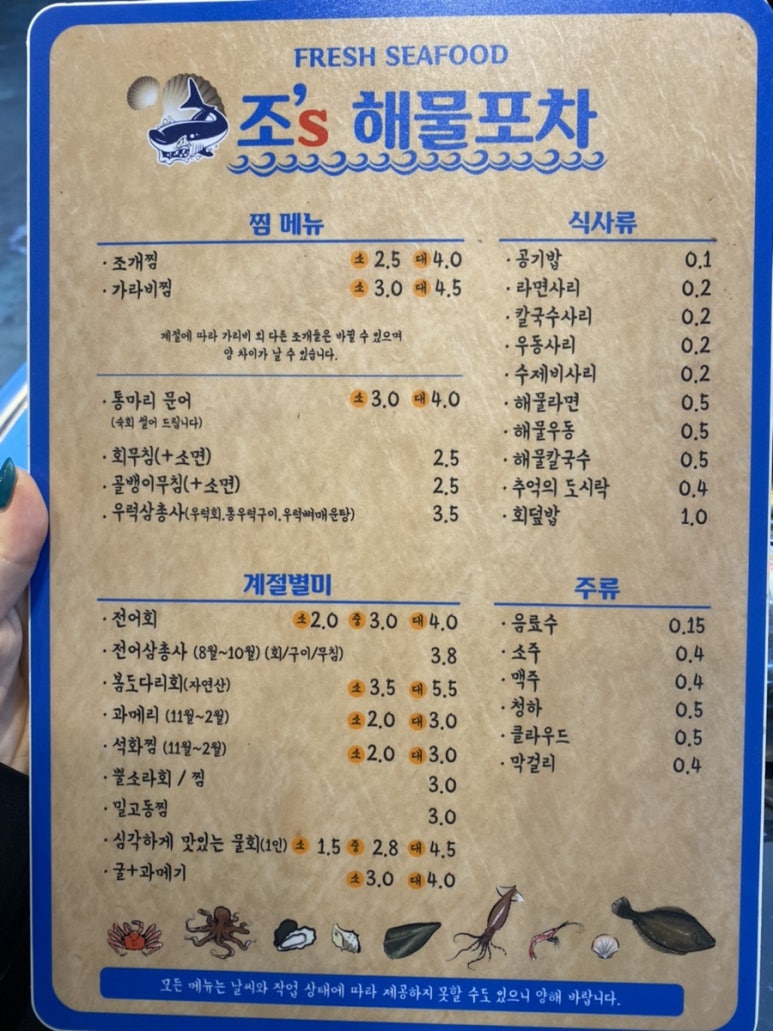 FRESH SEAFOOD
조's 해물포차
찜 메뉴
· 조개찜 소 2.5 대 4.0
· 가라비찜 소 3.0 대 4.5
계절에 따라 가리비 외 다른 조개들은 바뀔 수 있으며
양 차이가 날 수 있습니다.
· 통마리 문어 소 3.0 대 4.0
(숙회 썰어 드립니다)
· 회무침(+소면) 2.5
· 골뱅이무침(+소면) 2.5
· 우럭삼총사(우럭회.통우럭구이.우럭뼈매운탕) 3.5
식사류
· 공기밥 0.1
· 라면사리 0.2
· 칼국수사리 0.2
· 우동사리 0.2
· 수제비사리 0.2
· 해물라면 0.5
· 해물우동 0.5
· 해물칼국수 0.5
· 추억의 도시락 0.4
· 회덮밥 1.0
계절별미
· 전어회 소 2.0 중 3.0 대 4.0
· 전어삼총사 (8월~10월) (회/구이/무침) 3.8
· 봄도다리회(자연산) 소 3.5 대 5.5
· 과메리 (11월~2월) 소 2.0 대 3.0
· 석화찜 (11월~2월) 소 2.0 대 3.0
· 뿔소라회 / 찜 3.0
· 밀고동찜 3.0
· 심각하게 맛있는 물회(1인) 소 1.5 중 2.8 대 4.5
· 굴+과메기 소 3.0 대 4.0
주류
· 음료수 0.15
· 소주 0.4
· 맥주 0.4
· 청하 0.5
· 클라우드 0.5
· 막걸리 0.4
모든 메뉴는 날씨와 작업 상태에 따라 제공하지 못할 수도 있으니 양해 바랍니다.